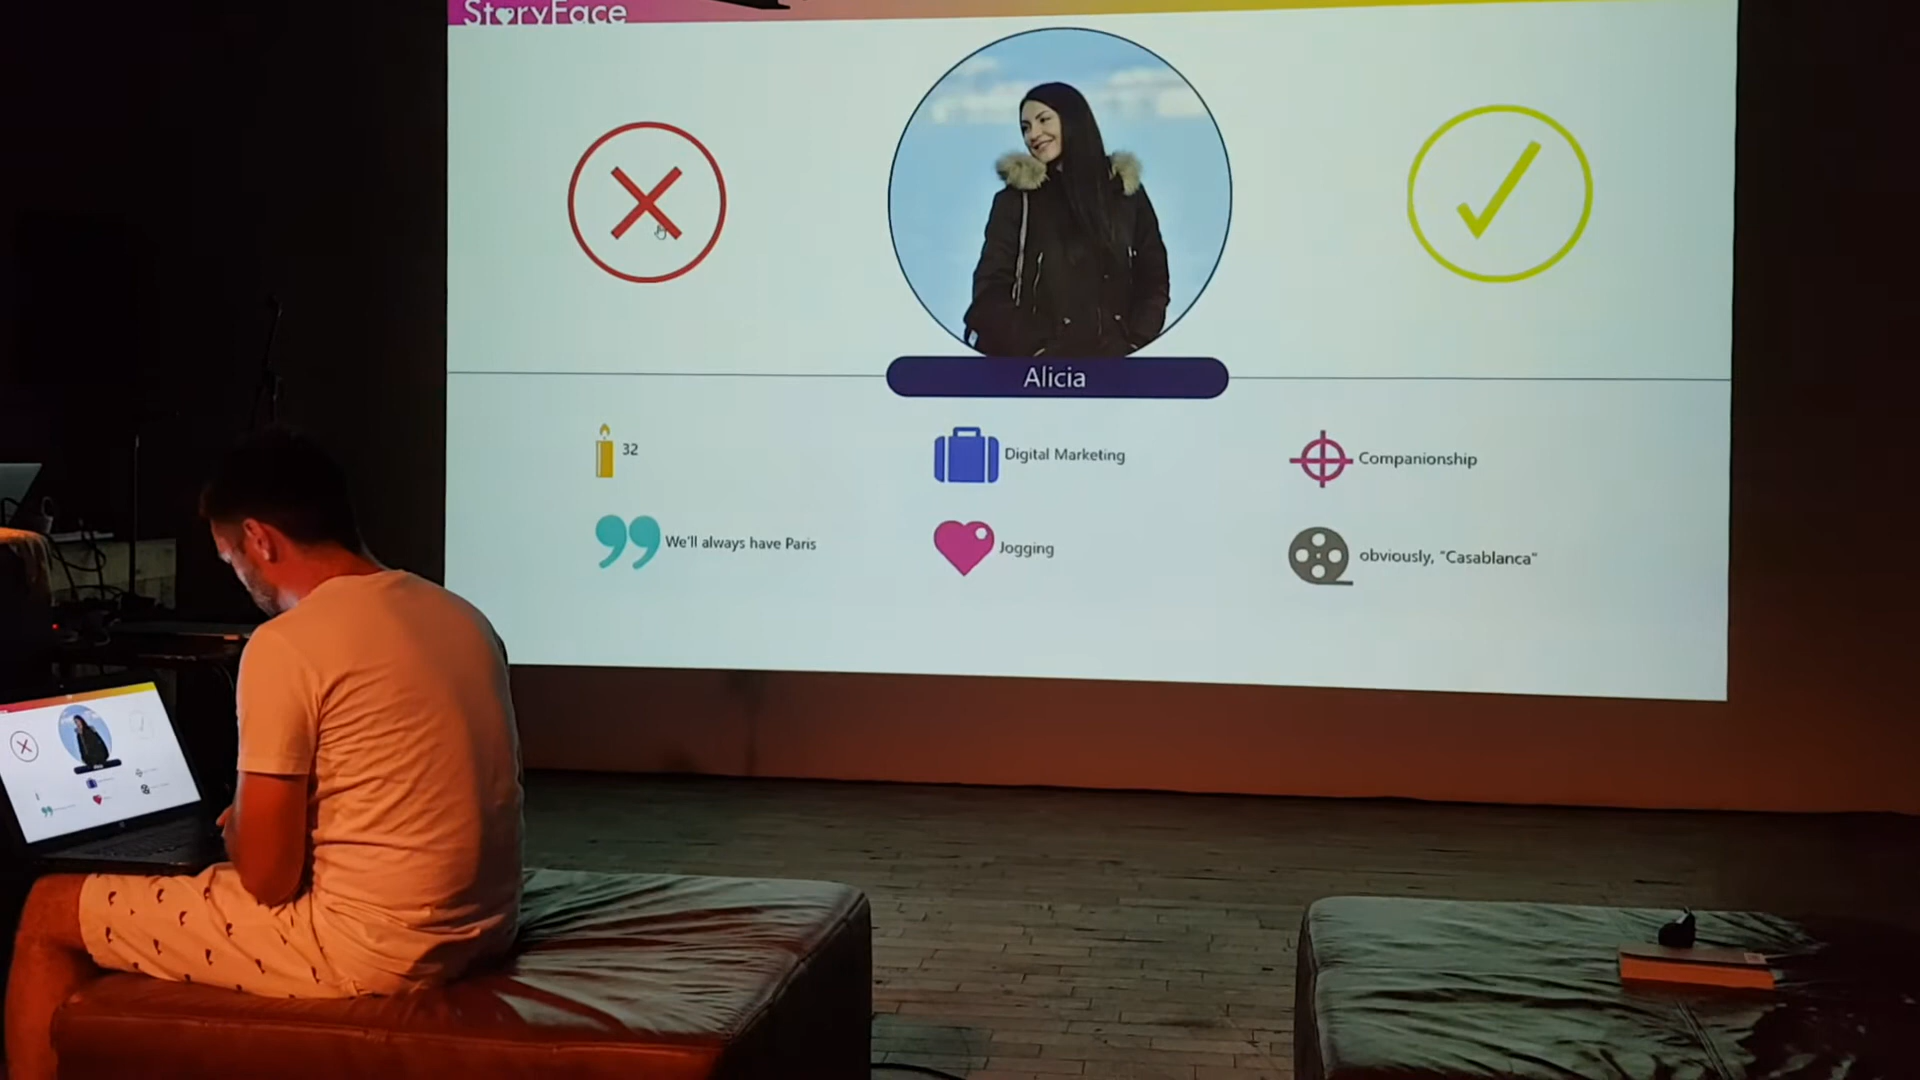 StoryFace
Alicia
32
Digital Marketing
Companionship
We'll always have Paris
Jogging
obviously, "Casablanca"